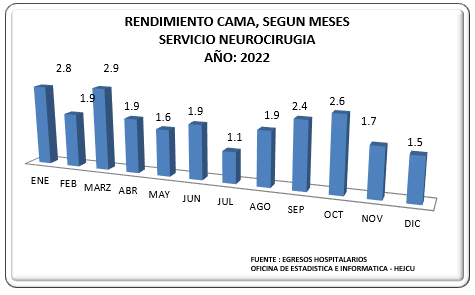 RENDIMIENTO CAMA, SEGUN MESES
SERVICIO NEUROCIRUGIA
AÑO: 2022
2.8
1.9
2.9
1.9
1.6
1.9
1.1
1.9
2.4
2.6
1.7
1.5
ENE
FEB
MARZ
ABR
MAY
JUN
JUL
AGO
SEP
OCT
NOV
DIC
FUENTE : EGRESOS HOSPITALARIOS
OFICINA DE ESTADISTICA E INFORMATICA - HEJCU